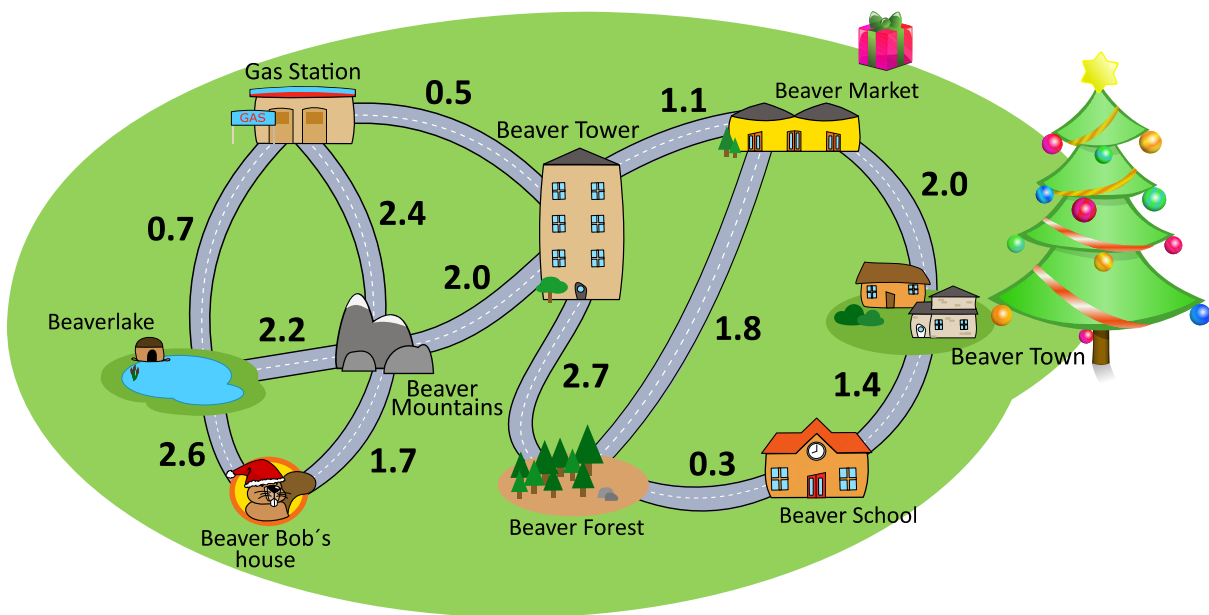 Gas Station
GAS
0.5
Beaver Tower
1.1
Beaver Market
0.7
2.4
2.0
2.0
Beaverlake
2.2
1.8
Beaver Town
Beaver
Mountains
2.7
1.4
2.6
1.7
0.3
Beaver Forest
Beaver School
Beaver Bob´s
house